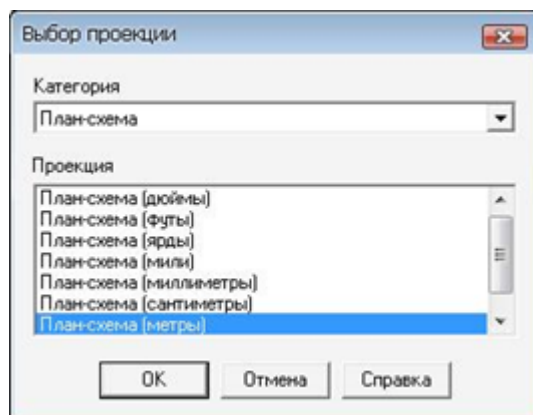 Выбор проекции
Категория
План-схема
Проекция
План-схема (дюймы)
План-схема (футы)
План-схема (ярды)
План-схема (мили)
План-схема (миллиметры)
План-схема (сантиметры)
План-схема (метры)
OK Отмена Справка